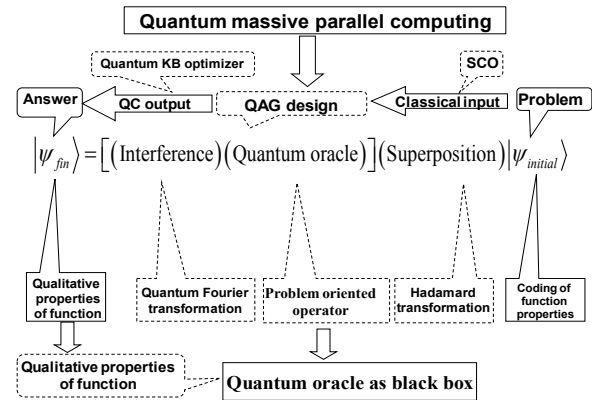 Quantum massive parallel computing
Quantum KB optimizer
SCO
Answer
QC output
QAG design
Classical input
Problem
|ψ_fin⟩ = [(Interference)(Quantum oracle)](Superposition)|ψ_initial⟩
Qualitative
properties
of function
Quantum Fourier
transformation
Problem oriented
operator
Hadamard
transformation
Coding of
function
properties
Qualitative properties
of function
Quantum oracle as black box